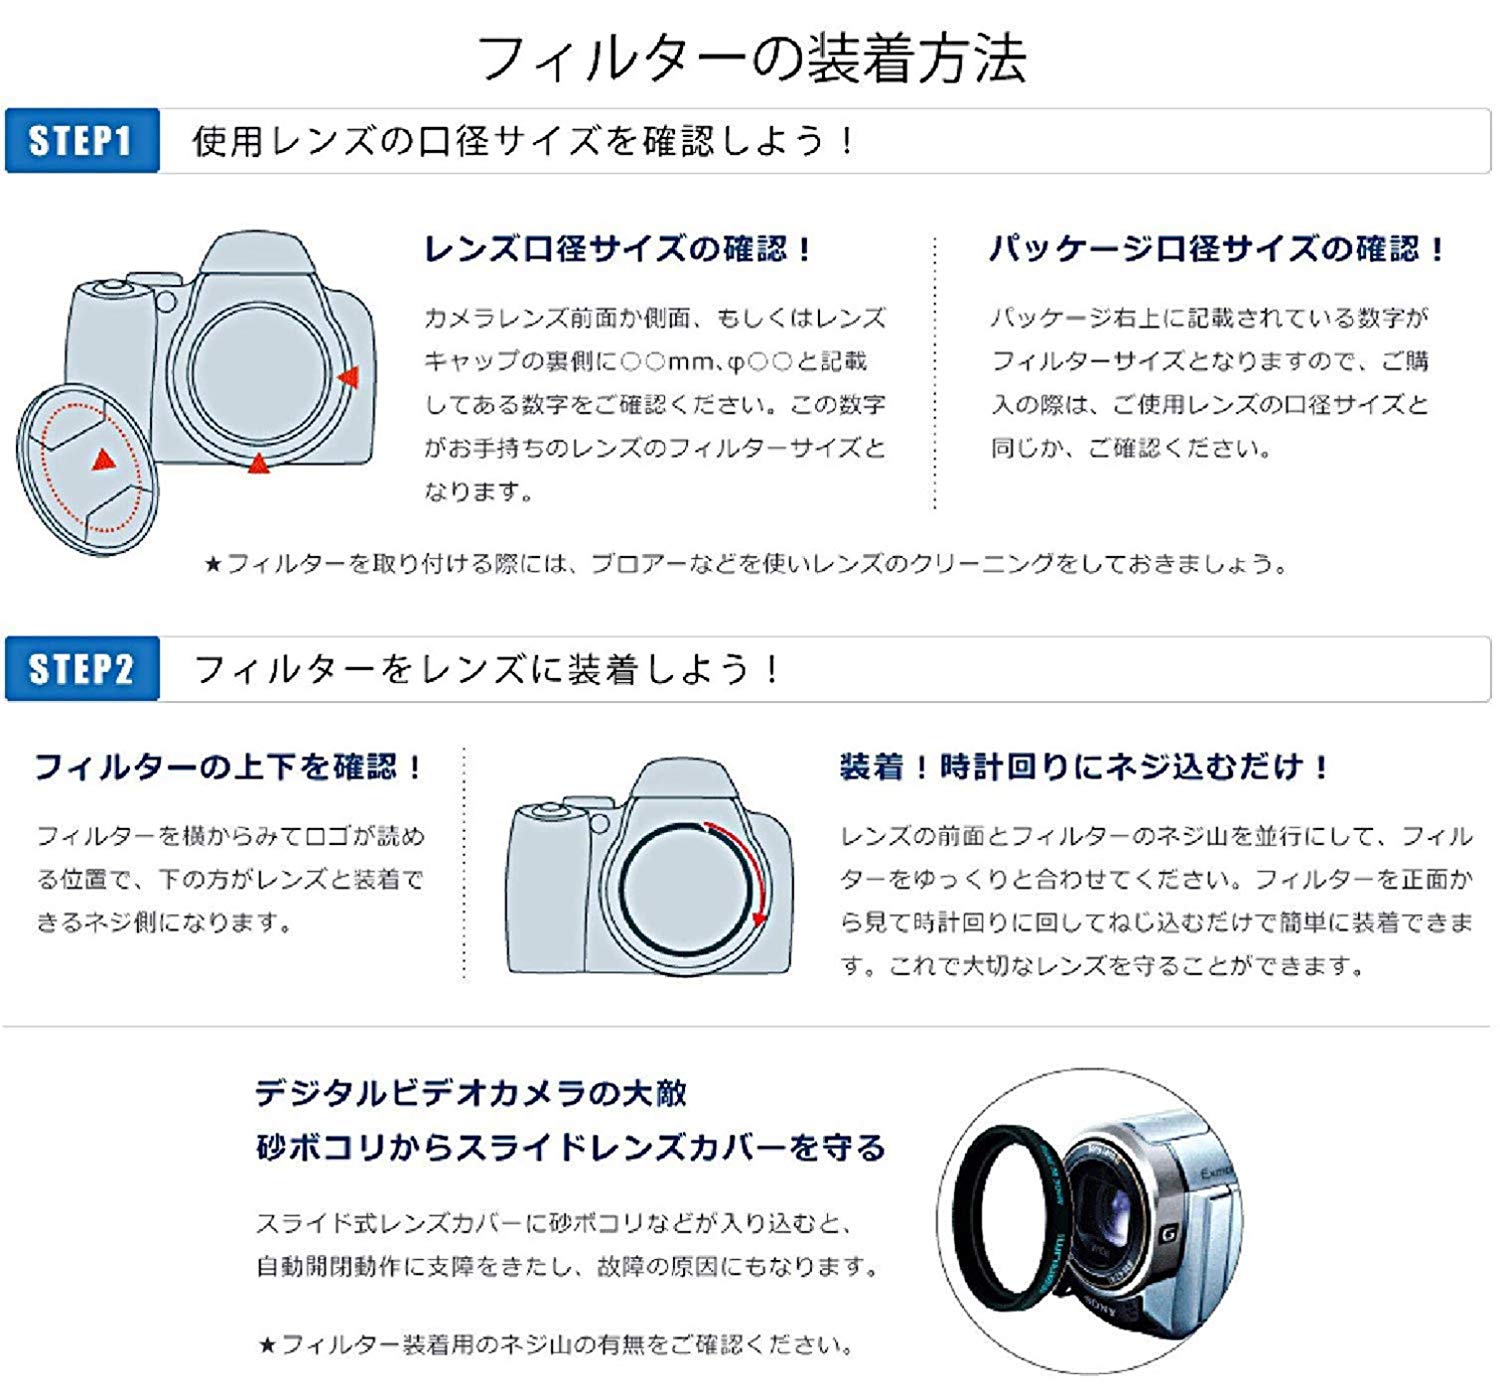 フィルターの装着方法
STEP1 使用レンズの口径サイズを確認しよう！
レンズ口径サイズの確認！
カメラレンズ前面か側面、もしくはレンズ
キャップの裏側に〇〇mm、φ〇〇と記載
してある数字をご確認ください。この数字
がお手持ちのレンズのフィルターサイズと
なります。
パッケージ口径サイズの確認！
パッケージ右上に記載されている数字が
フィルターサイズとなりますので、ご購
入の際は、ご使用レンズの口径サイズと
同じか、ご確認ください。
★フィルターを取り付ける際には、ブロアーなどを使いレンズのクリーニングをしておきましょう。
STEP2 フィルターをレンズに装着しよう！
フィルターの上下を確認！
フィルターを横からみてロゴが読め
る位置で、下の方がレンズと装着で
きるネジ側になります。
装着！時計回りにネジ込むだけ！
レンズの前面とフィルターのネジ山を並行にして、フィル
ターをゆっくりと合わせてください。フィルターを正面か
ら見て時計回りに回してねじ込むだけで簡単に装着できま
す。これで大切なレンズを守ることができます。
デジタルビデオカメラの大敵
砂ボコリからスライドレンズカバーを守る
スライド式レンズカバーに砂ボコリなどが入り込むと、
自動開閉動作に支障をきたし、故障の原因にもなります。
★フィルター装着用のネジ山の有無をご確認ください。
G
SONY